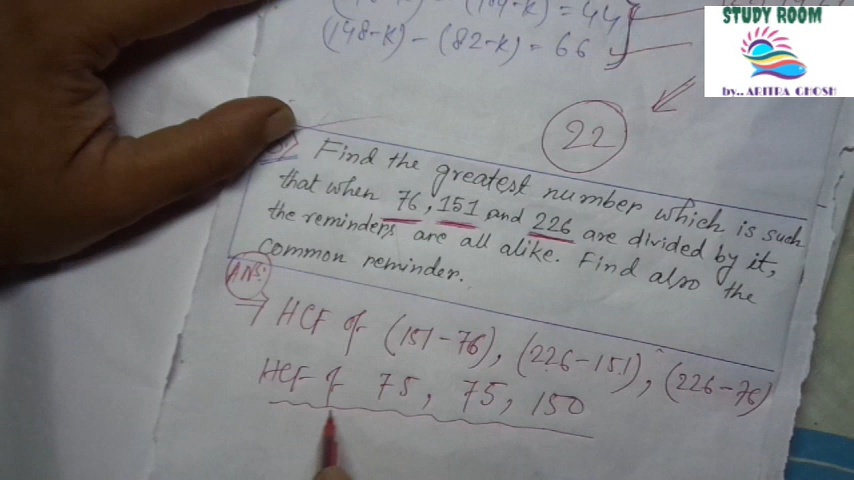 = 44
(148-K) - (82-K) = 66
STUDY ROOM
by.. ARITRA GHOSH
22
Find the greatest number which is such
that when 76, 151 and 226 are divided by it,
the reminders are all alike. Find also the
common reminder.
ANS:
→ HCF of (151-76), (226-151), (226-76)
HCF of 75, 75, 150